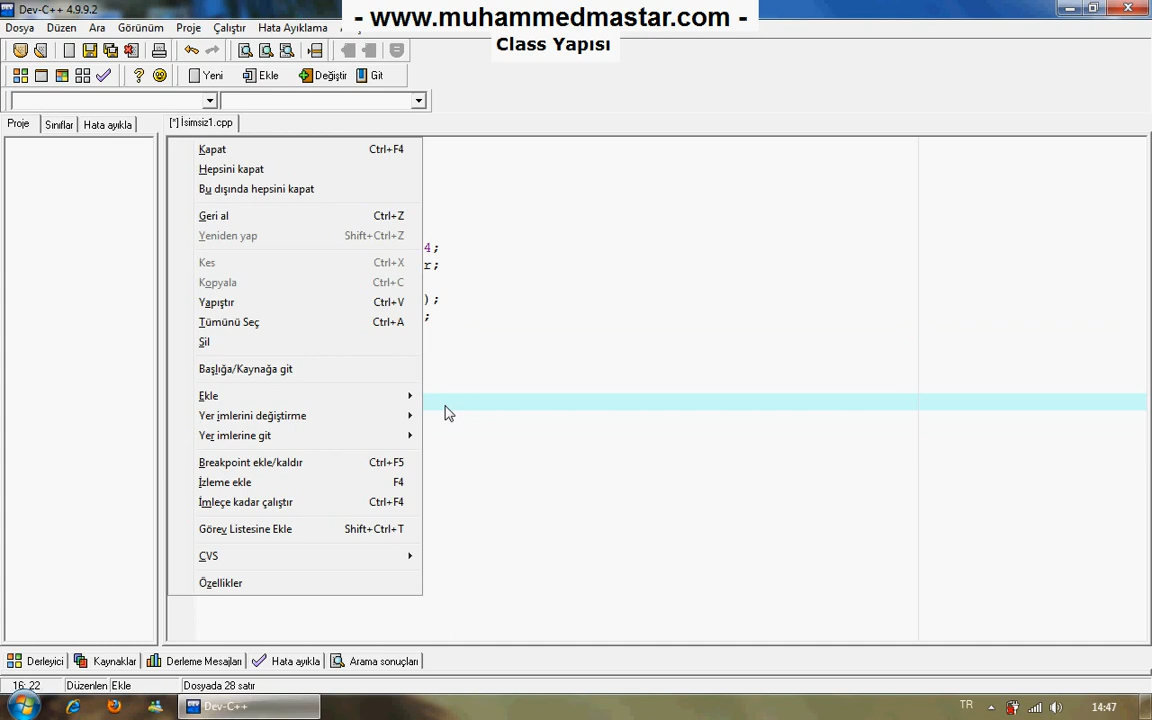 Dev-C++ 4.9.9.2
- www.muhammedmastar.com -
Class Yapısı
Dosya Düzen Ara Görünüm Proje Çalıştır Hata Ayıklama
Yeni Ekle Değiştir Git
Proje Sınıflar Hata ayıkla [*] İsimsiz1.cpp
Kapat Ctrl+F4
Hepsini kapat
Bu dışında hepsini kapat
Geri al Ctrl+Z
Yeniden yap Shift+Ctrl+Z
4;
Kes Ctrl+X
r;
Kopyala Ctrl+C
Yapıştır Ctrl+V
);
Tümünü Seç Ctrl+A
;
Sil
Başlığa/Kaynağa git
Ekle
Yer imlerini değiştirme
Yer imlerine git
Breakpoint ekle/kaldır Ctrl+F5
İzleme ekle F4
İmleçe kadar çalıştır Ctrl+F4
Görev Listesine Ekle Shift+Ctrl+T
CVS
Özellikler
Derleyici Kaynaklar Derleme Mesajları Hata ayıkla Arama sonuçları
16: 22 Düzenlen Ekle Dosyada 28 satır
Dev-C++ TR 14:47